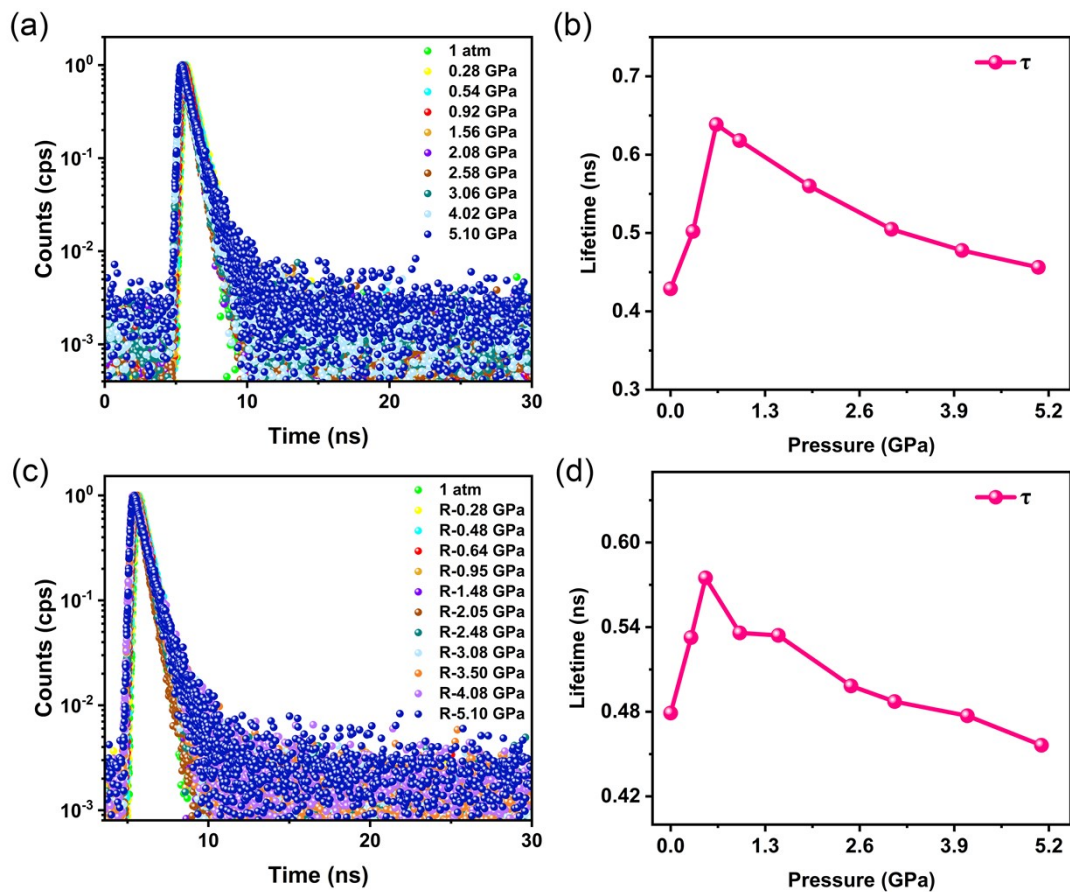 (a)
Counts (cps)
10⁰
10⁻¹
10⁻²
10⁻³
0
10
20
30
Time (ns)
1 atm
0.28 GPa
0.54 GPa
0.92 GPa
1.56 GPa
2.08 GPa
2.58 GPa
3.06 GPa
4.02 GPa
5.10 GPa
(b)
Lifetime (ns)
0.7
0.6
0.5
0.4
0.3
0.0
1.3
2.6
3.9
5.2
Pressure (GPa)
τ
(c)
Counts (cps)
10⁰
10⁻¹
10⁻²
10⁻³
10
20
30
Time (ns)
1 atm
R-0.28 GPa
R-0.48 GPa
R-0.64 GPa
R-0.95 GPa
R-1.48 GPa
R-2.05 GPa
R-2.48 GPa
R-3.08 GPa
R-3.50 GPa
R-4.08 GPa
R-5.10 GPa
(d)
Lifetime (ns)
0.60
0.54
0.48
0.42
0.0
1.3
2.6
3.9
5.2
Pressure (GPa)
τ